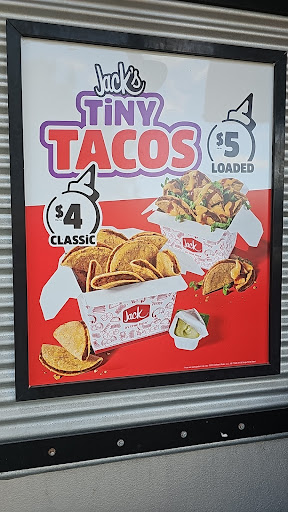 Jack's
TiNY
TACOS
$5
LOADED
$4
CLASSiC
Jack
Jack